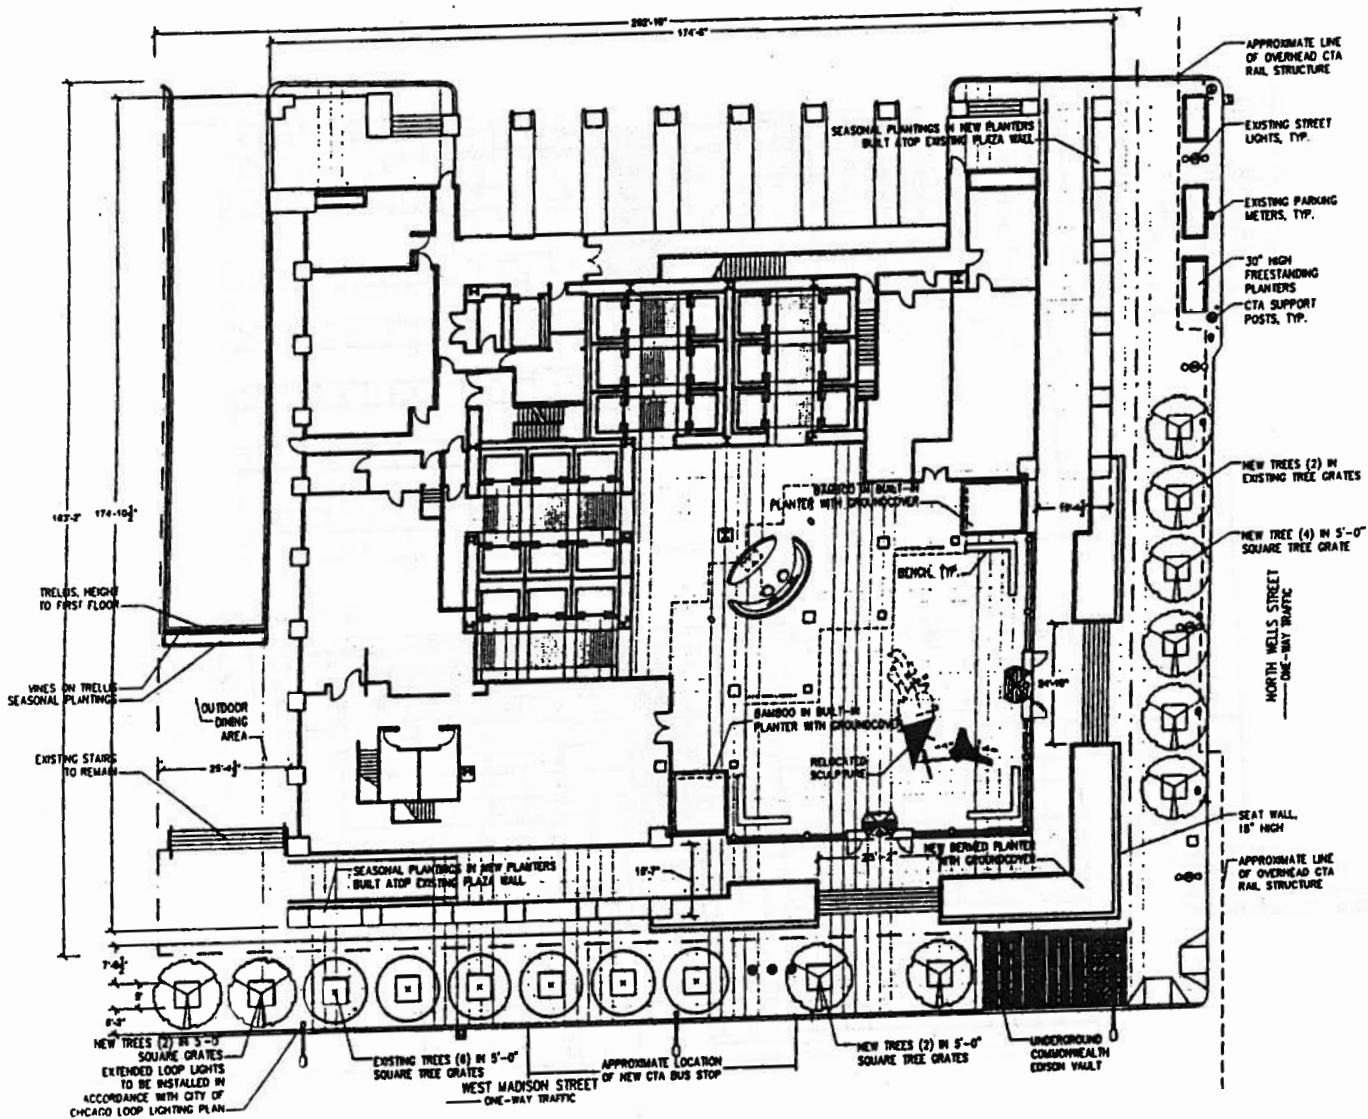 174'-6"
APPROXIMATE LINE
OF OVERHEAD CTA
RAIL STRUCTURE
SEASONAL PLANTINGS IN NEW PLANTERS
BUILT ATOP EXISTING PLAZA WALL
EXISTING STREET
LIGHTS, TYP.
EXISTING PARKING
METERS, TYP.
30" HIGH
FREESTANDING
PLANTERS
CTA SUPPORT
POSTS, TYP.
NEW TREES (2) IN
EXISTING TREE GRATES
BAMBOO IN BUILT-IN
PLANTER WITH GROUNDCOVER
174'-10½"
NEW TREE (4) IN 5'-0"
SQUARE TREE GRATE
BENCH, TYP.
TRELLIS, HEIGHT
TO FIRST FLOOR
NORTH WELLS STREET
ONE-WAY TRAFFIC
VINES ON TRELLIS
SEASONAL PLANTINGS
OUTDOOR
DINING
AREA
BAMBOO IN BUILT-IN
PLANTER WITH GROUNDCOVER
EXISTING STAIRS
TO REMAIN
RELOCATED
SCULPTURE
SEAT WALL,
18" HIGH
NEW BERMED PLANTER
WITH GROUNDCOVER
SEASONAL PLANTINGS IN NEW PLANTERS
BUILT ATOP EXISTING PLAZA WALL
APPROXIMATE LINE
OF OVERHEAD CTA
RAIL STRUCTURE
NEW TREES (2) IN 5'-0
SQUARE GRATES
EXTENDED LOOP LIGHTS
TO BE INSTALLED IN
ACCORDANCE WITH CITY OF
CHICAGO LOOP LIGHTING PLAN
EXISTING TREES (6) IN 5'-0"
SQUARE TREE GRATES
APPROXIMATE LOCATION
OF NEW CTA BUS STOP
NEW TREES (2) IN 5'-0"
SQUARE TREE GRATES
UNDERGROUND
COMMONWEALTH
EDISON VAULT
WEST MADISON STREET
ONE-WAY TRAFFIC